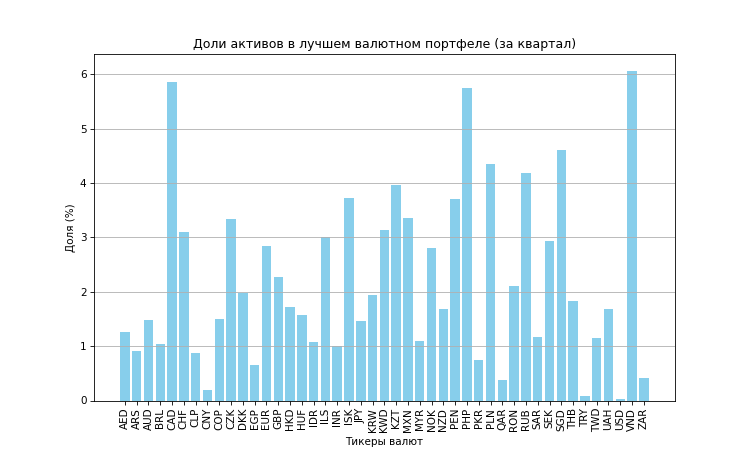 Доли активов в лучшем валютном портфеле (за квартал)
Доля (%)
6
5
4
3
2
1
0
AED ARS AUD BRL CAD CHF CLP CNY COP CZK DKK EGP EUR GBP HKD HUF IDR ILS INR ISK JPY KRW KWD KZT MXN MYR NOK NZD PEN PHP PKR PLN QAR RON RUB SAR SEK SGD THB TRY TWD UAH USD VND ZAR
Тикеры валют